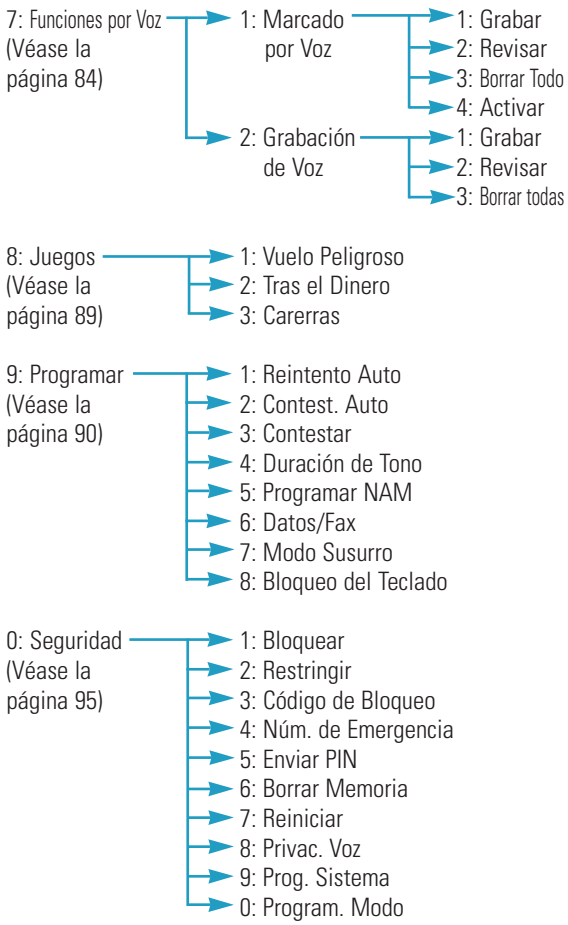 7: Funciones por Voz
(Véase la
página 84)
1: Marcado
por Voz
1: Grabar
2: Revisar
3: Borrar Todo
4: Activar
2: Grabación
de Voz
1: Grabar
2: Revisar
3: Borrar todas
8: Juegos
(Véase la
página 89)
1: Vuelo Peligroso
2: Tras el Dinero
3: Carerras
9: Programar
(Véase la
página 90)
1: Reintento Auto
2: Contest. Auto
3: Contestar
4: Duración de Tono
5: Programar NAM
6: Datos/Fax
7: Modo Susurro
8: Bloqueo del Teclado
0: Seguridad
(Véase la
página 95)
1: Bloquear
2: Restringir
3: Código de Bloqueo
4: Núm. de Emergencia
5: Enviar PIN
6: Borrar Memoria
7: Reiniciar
8: Privac. Voz
9: Prog. Sistema
0: Program. Modo